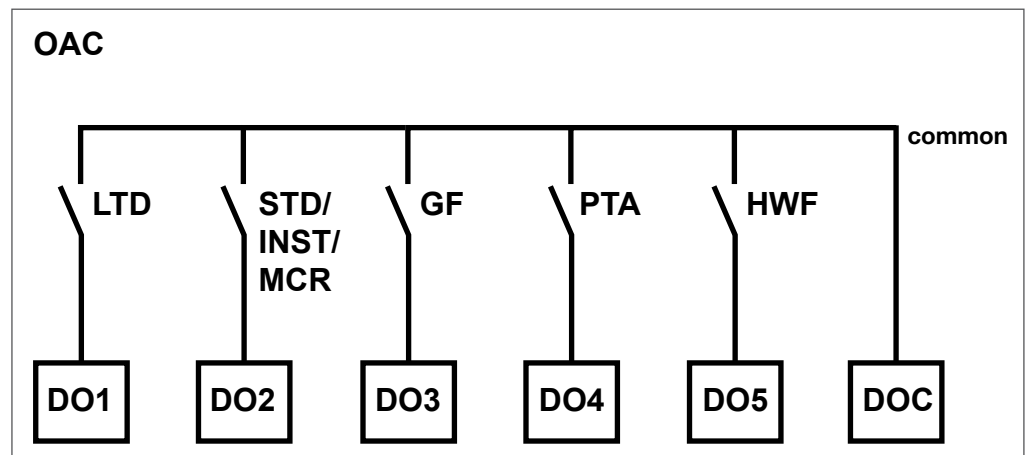 OAC
common
LTD
STD/
INST/
MCR
GF
PTA
HWF
DO1
DO2
DO3
DO4
DO5
DOC